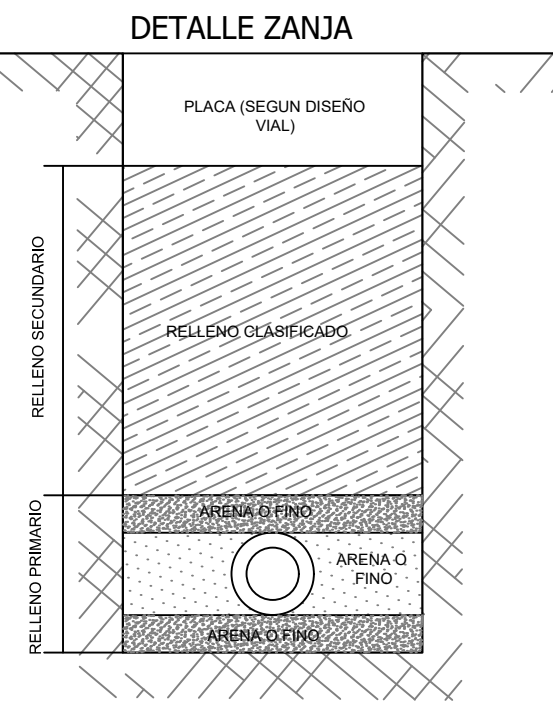 DETALLE ZANJA
PLACA (SEGUN DISEÑO
VIAL)
RELLENO SECUNDARIO
RELLENO CLASIFICADO
RELLENO PRIMARIO
ARENA O FINO
ARENA O
FINO
ARENA O FINO